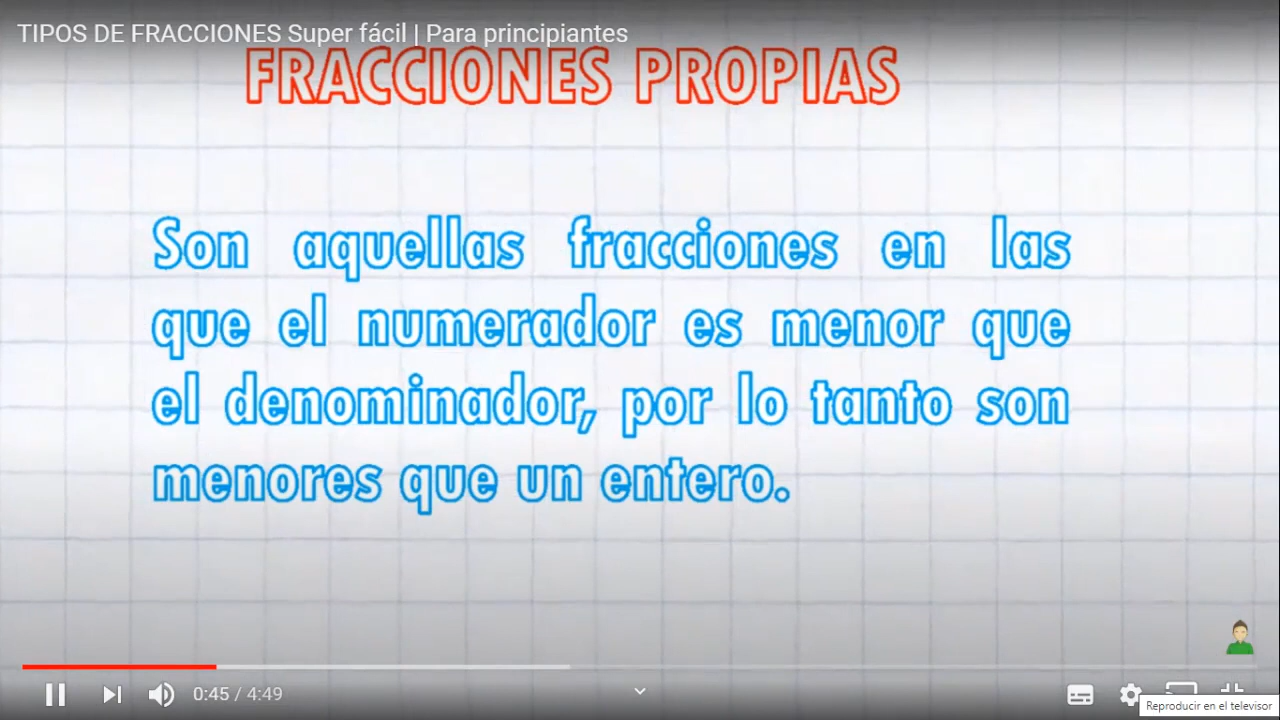 TIPOS DE FRACCIONES Super fácil | Para principiantes
FRACCIONES PROPIAS
Son aquellas fracciones en las
que el numerador es menor que
el denominador, por lo tanto son
menores que un entero.
0:45 / 4:49
Reproducir en el televisor